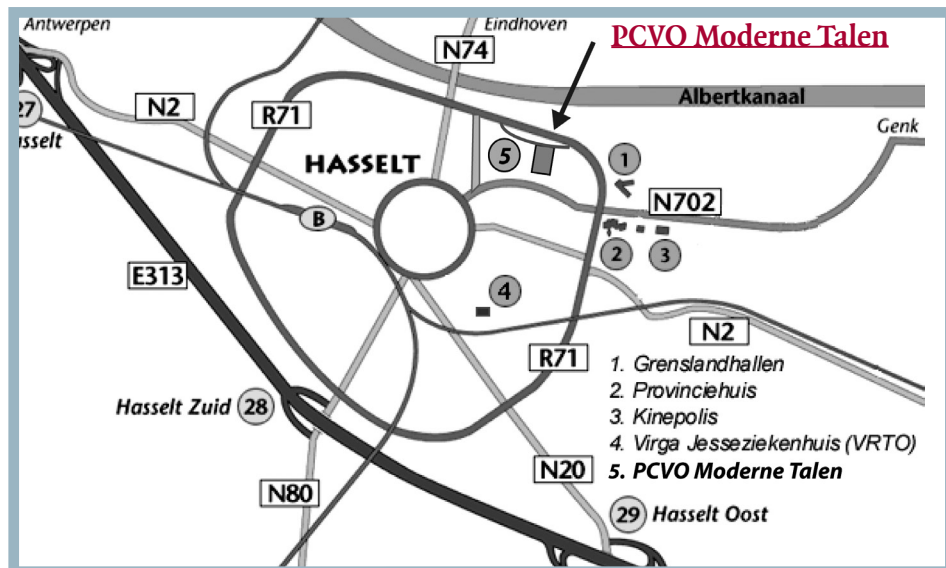 Antwerpen
Eindhoven
PCVO Moderne Talen
N74
Albertkanaal
N2
R71
27
asselt
HASSELT
5
1
Genk
N702
B
2
3
E313
4
N2
R71
1. Grenslandhallen
2. Provinciehuis
3. Kinepolis
4. Virga Jesseziekenhuis (VRTO)
5. PCVO Moderne Talen
Hasselt Zuid 28
N80
N20
29 Hasselt Oost